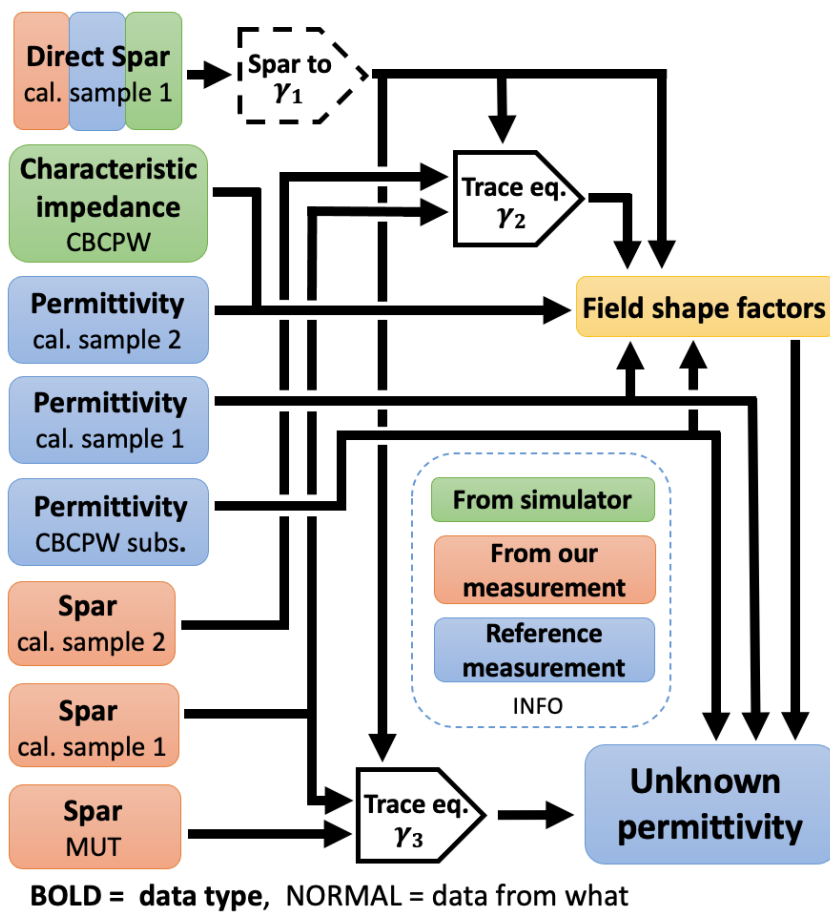 Direct Spar
cal. sample 1
Spar to
γ₁
Characteristic
impedance
CBCPW
Trace eq.
γ₂
Permittivity
cal. sample 2
Field shape factors
Permittivity
cal. sample 1
Permittivity
CBCPW subs.
From simulator
From our
measurement
Reference
measurement
INFO
Spar
cal. sample 2
Spar
cal. sample 1
Spar
MUT
Trace eq.
γ₃
Unknown
permittivity
BOLD = data type, NORMAL = data from what